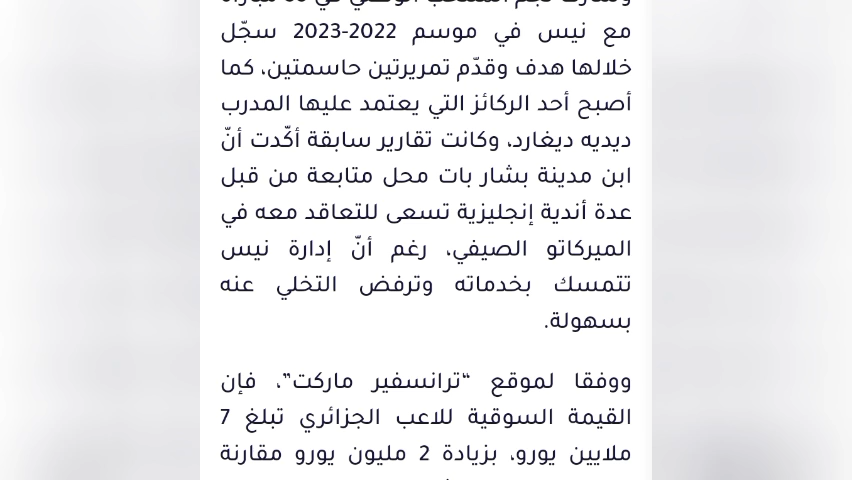 مع نيس في موسم 2022-2023 سجّل
خلالها هدف وقدّم تمريرتين حاسمتين، كما
أصبح أحد الركائز التي يعتمد عليها المدرب
ديديه ديغارد، وكانت تقارير سابقة أكّدت أنّ
ابن مدينة بشار بات محل متابعة من قبل
عدة أندية إنجليزية تسعى للتعاقد معه في
الميركاتو الصيفي، رغم أنّ إدارة نيس
تتمسك بخدماته وترفض التخلي عنه
بسهولة.
ووفقا لموقع “ترانسفير ماركت”، فإن
القيمة السوقية للاعب الجزائري تبلغ 7
ملايين يورو، بزيادة 2 مليون يورو مقارنة